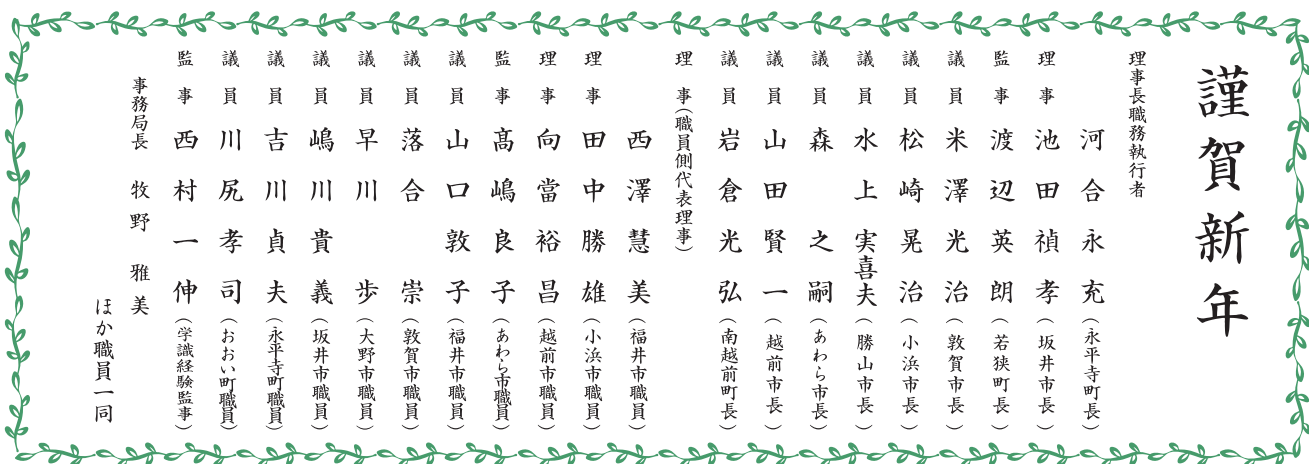 謹賀新年
理事長職務執行者
河合永充（永平寺町長）
理事 池田禎孝（坂井市長）
監事 渡辺英朗（若狭町長）
議員 米澤光治（敦賀市長）
議員 松崎晃治（小浜市長）
議員 水上実喜夫（勝山市長）
議員 森之嗣（あわら市長）
議員 山田賢一（越前市長）
議員 岩倉光弘（南越前町長）
理事（職員側代表理事）
西澤慧美（福井市職員）
理事 田中勝雄（小浜市職員）
理事 向當裕昌（越前市職員）
監事 髙嶋良子（あわら市職員）
議員 山口敦子（福井市職員）
議員 落合崇（敦賀市職員）
議員 早川歩（大野市職員）
議員 嶋川貴義（坂井市職員）
議員 吉川貞夫（永平寺町職員）
議員 川尻孝司（おおい町職員）
監事 西村一伸（学識経験監事）
事務局長 牧野雅美
ほか職員一同